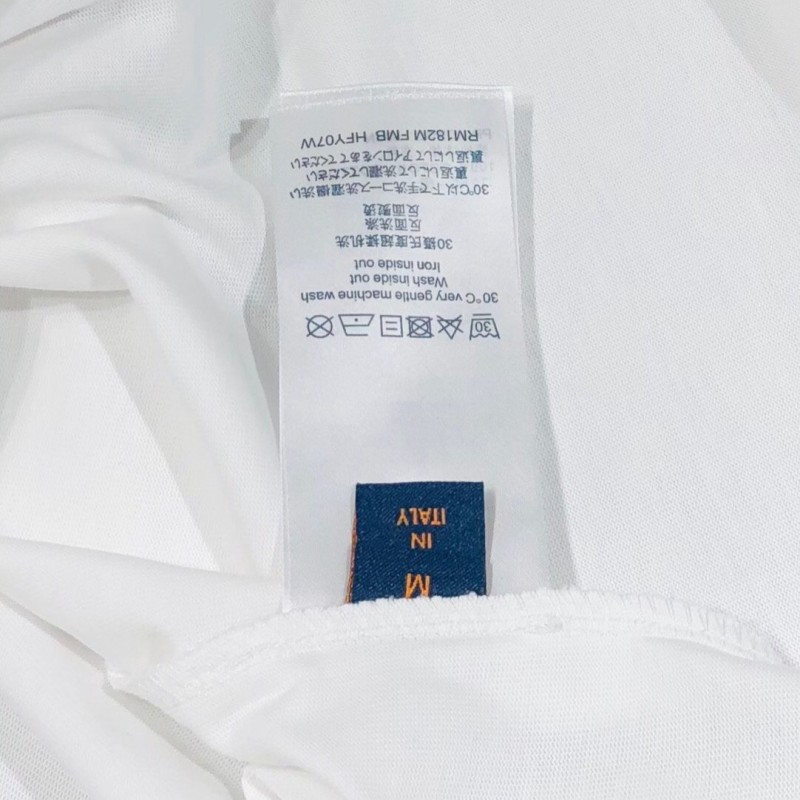 M
IN
ITALY
30
30°C very gentle machine wash
Wash inside out
Iron inside out
30摄氏度超揉机洗
反面洗涤
反面熨烫
30°C以下で手洗コース洗濯機洗い
裏返しにして洗濯してください
裏返しにしてアイロンをあててください
RM182M FMB HFY07W